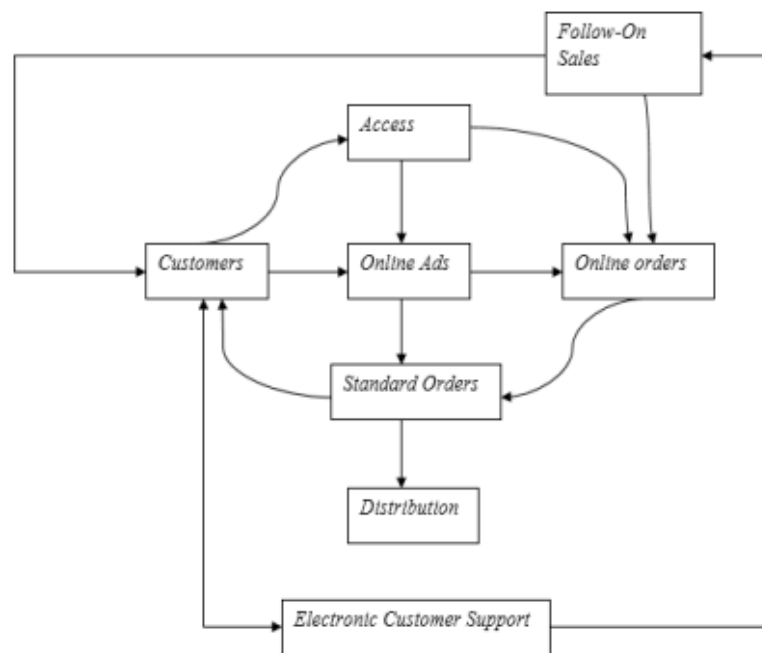 Follow-On
Sales
Access
Customers
Online Ads
Online orders
Standard Orders
Distribution
Electronic Customer Support